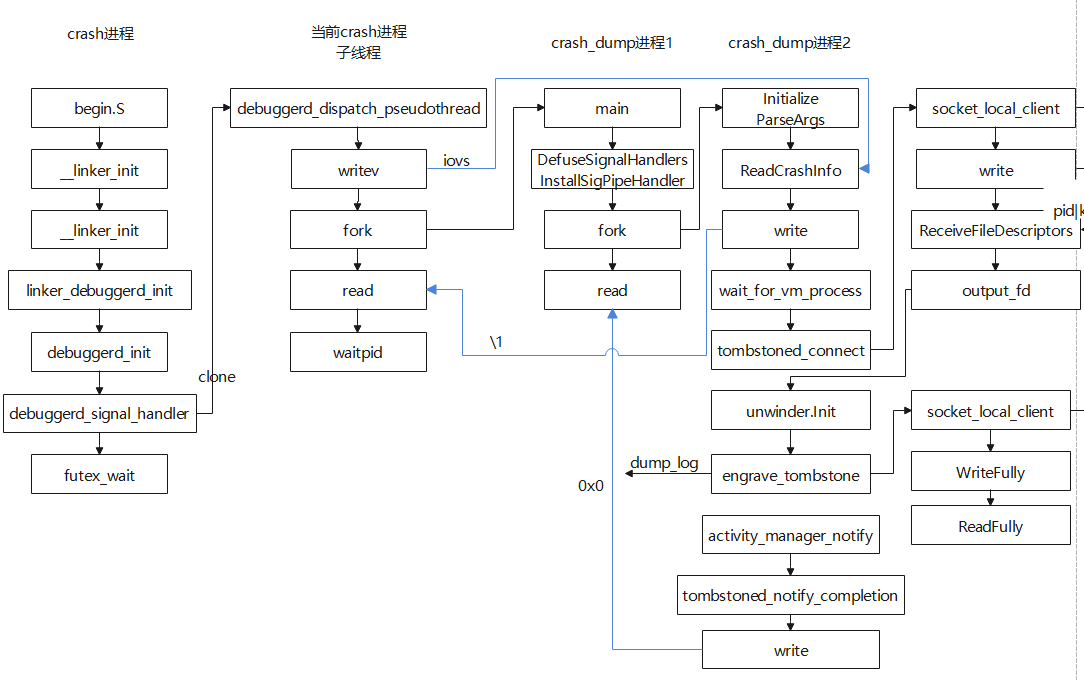 crash进程
当前crash进程
子线程
crash_dump进程1
crash_dump进程2
begin.S
__linker_init
__linker_init
linker_debuggerd_init
debuggerd_init
clone
debuggerd_signal_handler
futex_wait
debuggerd_dispatch_pseudothread
writev
iovs
fork
read
waitpid
\1
main
DefuseSignalHandlers
InstallSigPipeHandler
fork
read
0x0
Initialize
ParseArgs
ReadCrashInfo
write
wait_for_vm_process
tombstoned_connect
unwinder.Init
dump_log
engrave_tombstone
activity_manager_notify
tombstoned_notify_completion
write
socket_local_client
write
pid|k
ReceiveFileDescriptors
output_fd
socket_local_client
WriteFully
ReadFully